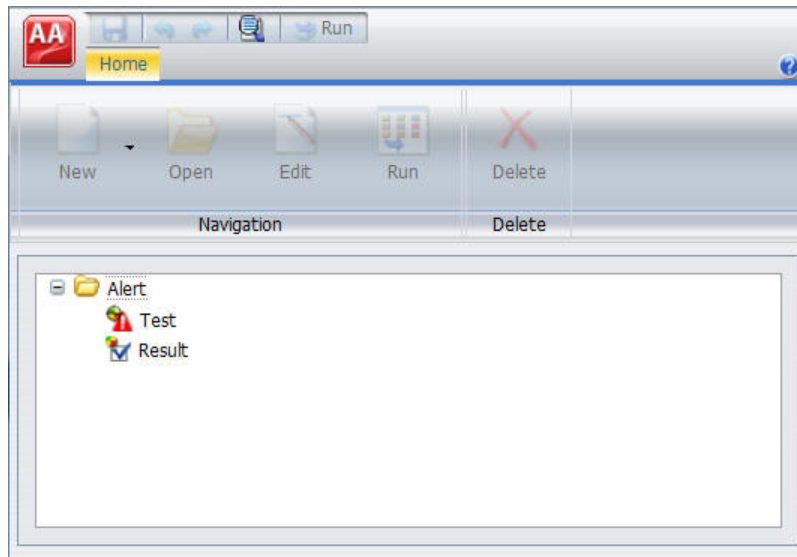 AA
Run
Home
New Open Edit Run Delete
Navigation Delete
Alert
Test
Result